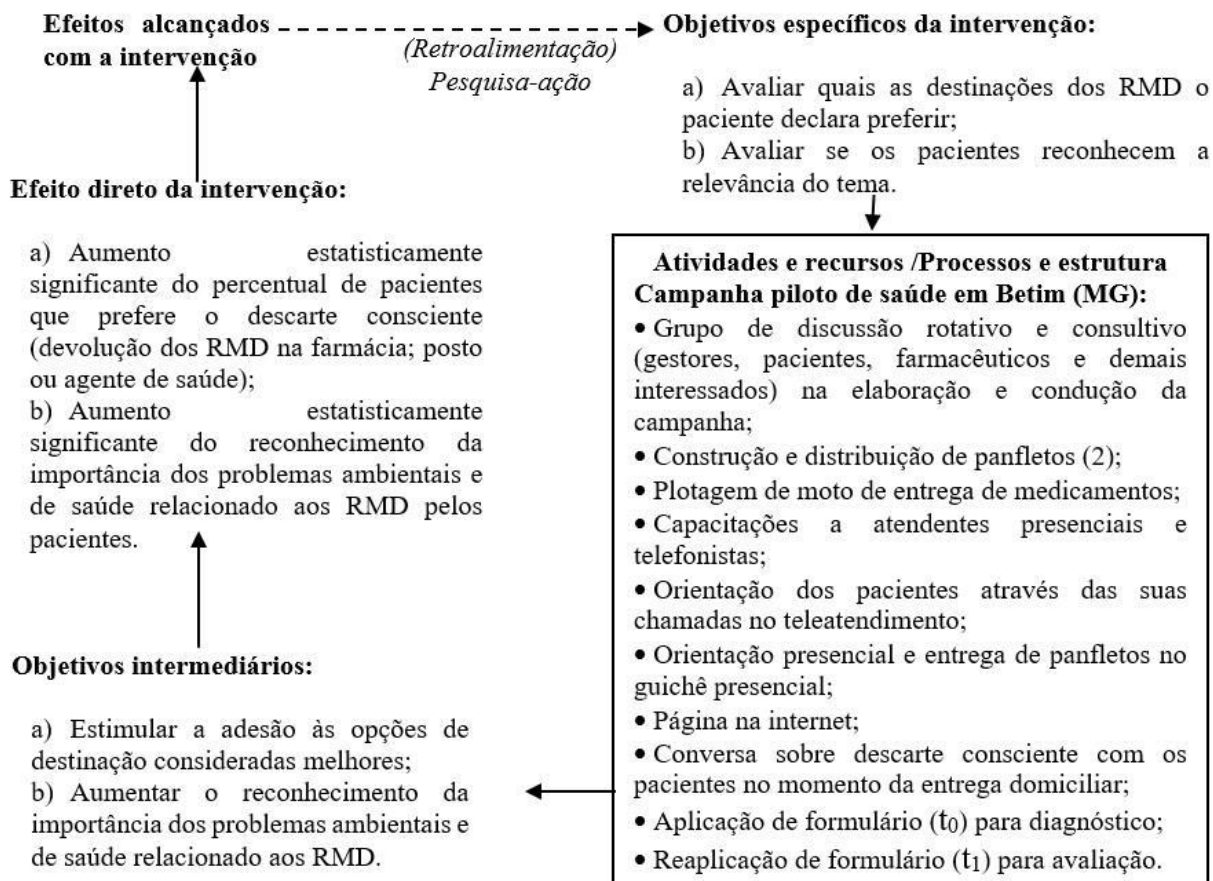 Efeitos alcançados
com a intervenção
(Retroalimentação)
Pesquisa-ação
Objetivos específicos da intervenção:
a) Avaliar quais as destinações dos RMD o
paciente declara preferir;
b) Avaliar se os pacientes reconhecem a
relevância do tema.
Atividades e recursos /Processos e estrutura
Campanha piloto de saúde em Betim (MG):
• Grupo de discussão rotativo e consultivo
(gestores, pacientes, farmacêuticos e demais
interessados) na elaboração e condução da
campanha;
• Construção e distribuição de panfletos (2);
• Plotagem de moto de entrega de medicamentos;
• Capacitações a atendentes presenciais e
telefonistas;
• Orientação dos pacientes através das suas
chamadas no teleatendimento;
• Orientação presencial e entrega de panfletos no
guichê presencial;
• Página na internet;
• Conversa sobre descarte consciente com os
pacientes no momento da entrega domiciliar;
• Aplicação de formulário (t0) para diagnóstico;
• Reaplicação de formulário (t1) para avaliação.
Objetivos intermediários:
a) Estimular a adesão às opções de
destinação consideradas melhores;
b) Aumentar o reconhecimento da
importância dos problemas ambientais e
de saúde relacionado aos RMD.
Efeito direto da intervenção:
a) Aumento estatisticamente
significante do percentual de pacientes
que prefere o descarte consciente
(devolução dos RMD na farmácia; posto
ou agente de saúde);
b) Aumento estatisticamente
significante do reconhecimento da
importância dos problemas ambientais e
de saúde relacionado aos RMD pelos
pacientes.